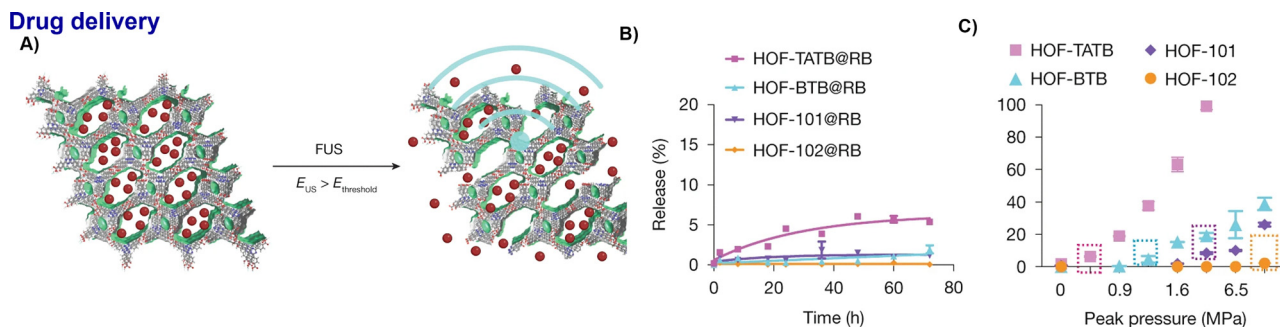 Drug delivery
A)
FUS
E_US > E_threshold
B)
HOF-TATB@RB
HOF-BTB@RB
HOF-101@RB
HOF-102@RB
Release (%)
20
15
10
5
0
0 20 40 60 80
Time (h)
C)
HOF-TATB HOF-101
HOF-BTB HOF-102
100
80
60
40
20
0
0 0.9 1.6 6.5
Peak pressure (MPa)